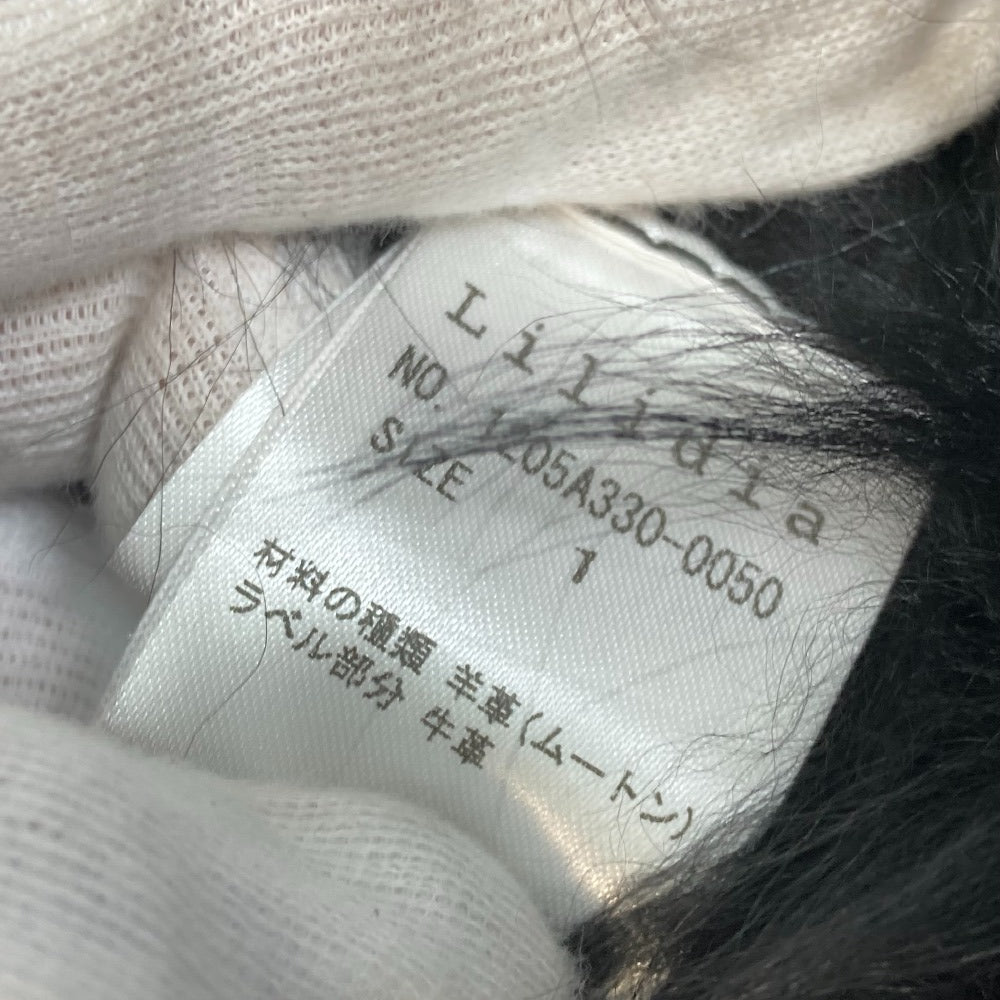 Lilidia
NO. 1205A330-0050
SIZE 1
材料の種類 羊革(ムートン)
ラベル部分 牛革